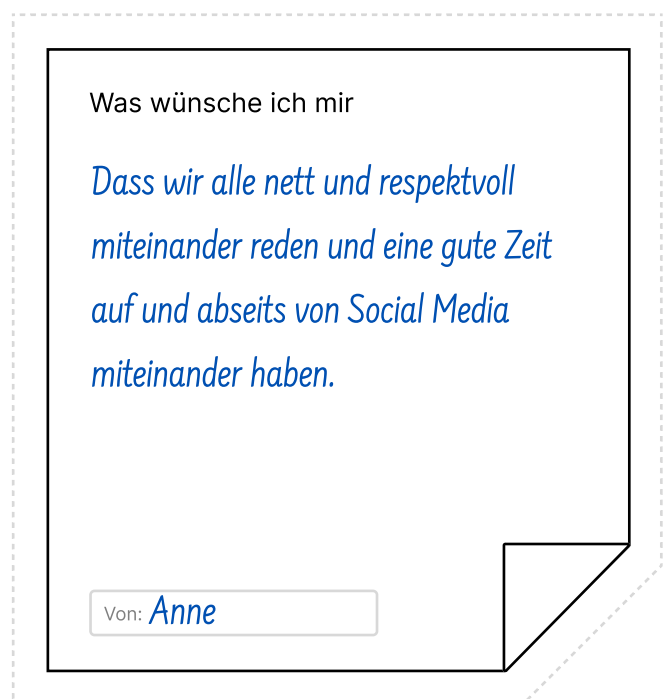 Was wünsche ich mir
Dass wir alle nett und respektvoll
miteinander reden und eine gute Zeit
auf und abseits von Social Media
miteinander haben.
Von: Anne